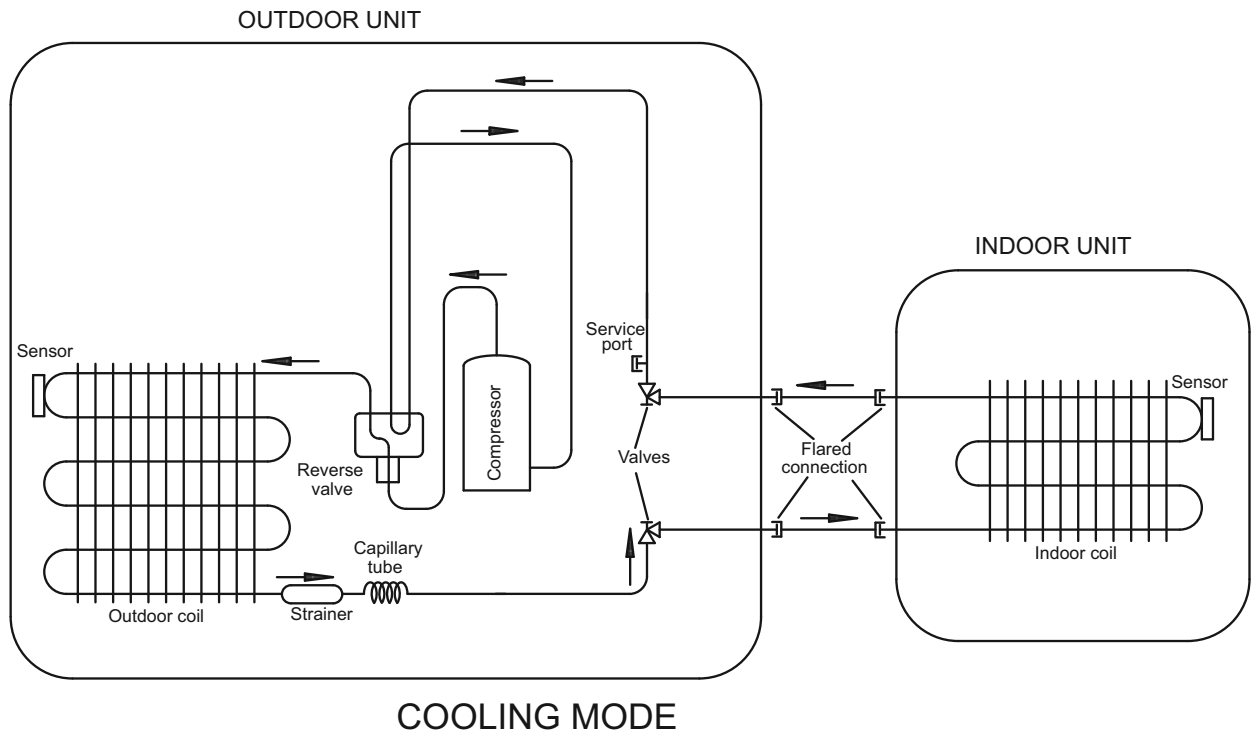 OUTDOOR UNIT
INDOOR UNIT
Service
port
Sensor
Sensor
Compressor
Reverse
valve
Valves
Flared
connection
Capillary
tube
Indoor coil
Outdoor coil
Strainer
COOLING MODE